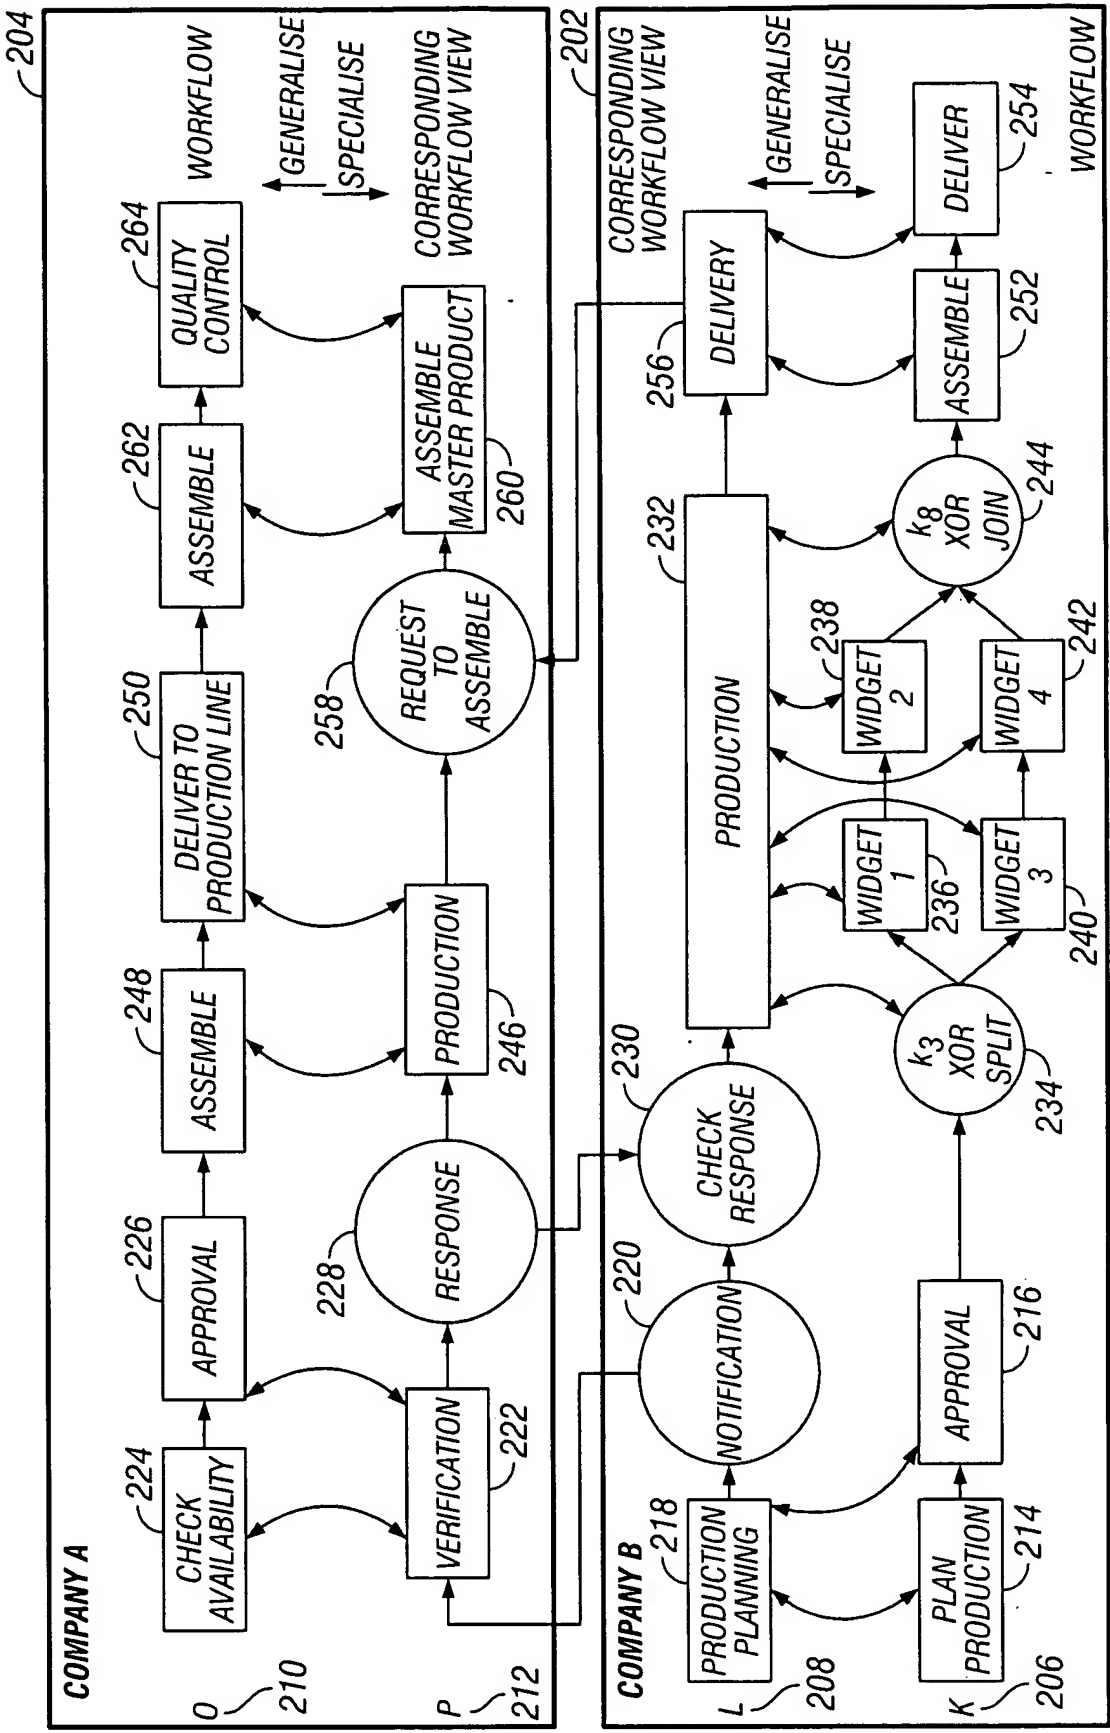 204
COMPANY A
O
210
224
CHECK
AVAILABILITY
226
APPROVAL
248
ASSEMBLE
250
DELIVER TO
PRODUCTION LINE
262
ASSEMBLE
264
QUALITY
CONTROL
WORKFLOW
GENERALISE
SPECIALISE
P
212
VERIFICATION
222
228
RESPONSE
PRODUCTION
246
258
REQUEST
TO
ASSEMBLE
ASSEMBLE
MASTER PRODUCT
260
CORRESPONDING
WORKFLOW VIEW
202
COMPANY B
L
208
218
PRODUCTION
PLANNING
220
NOTIFICATION
230
CHECK
RESPONSE
232
PRODUCTION
256
DELIVERY
CORRESPONDING
WORKFLOW VIEW
GENERALISE
SPECIALISE
K
206
PLAN
PRODUCTION
214
APPROVAL
216
k3
XOR
SPLIT
234
WIDGET
1
236
WIDGET
2
238
WIDGET
3
240
WIDGET
4
242
k8
XOR
JOIN
244
ASSEMBLE
252
DELIVER
254
WORKFLOW